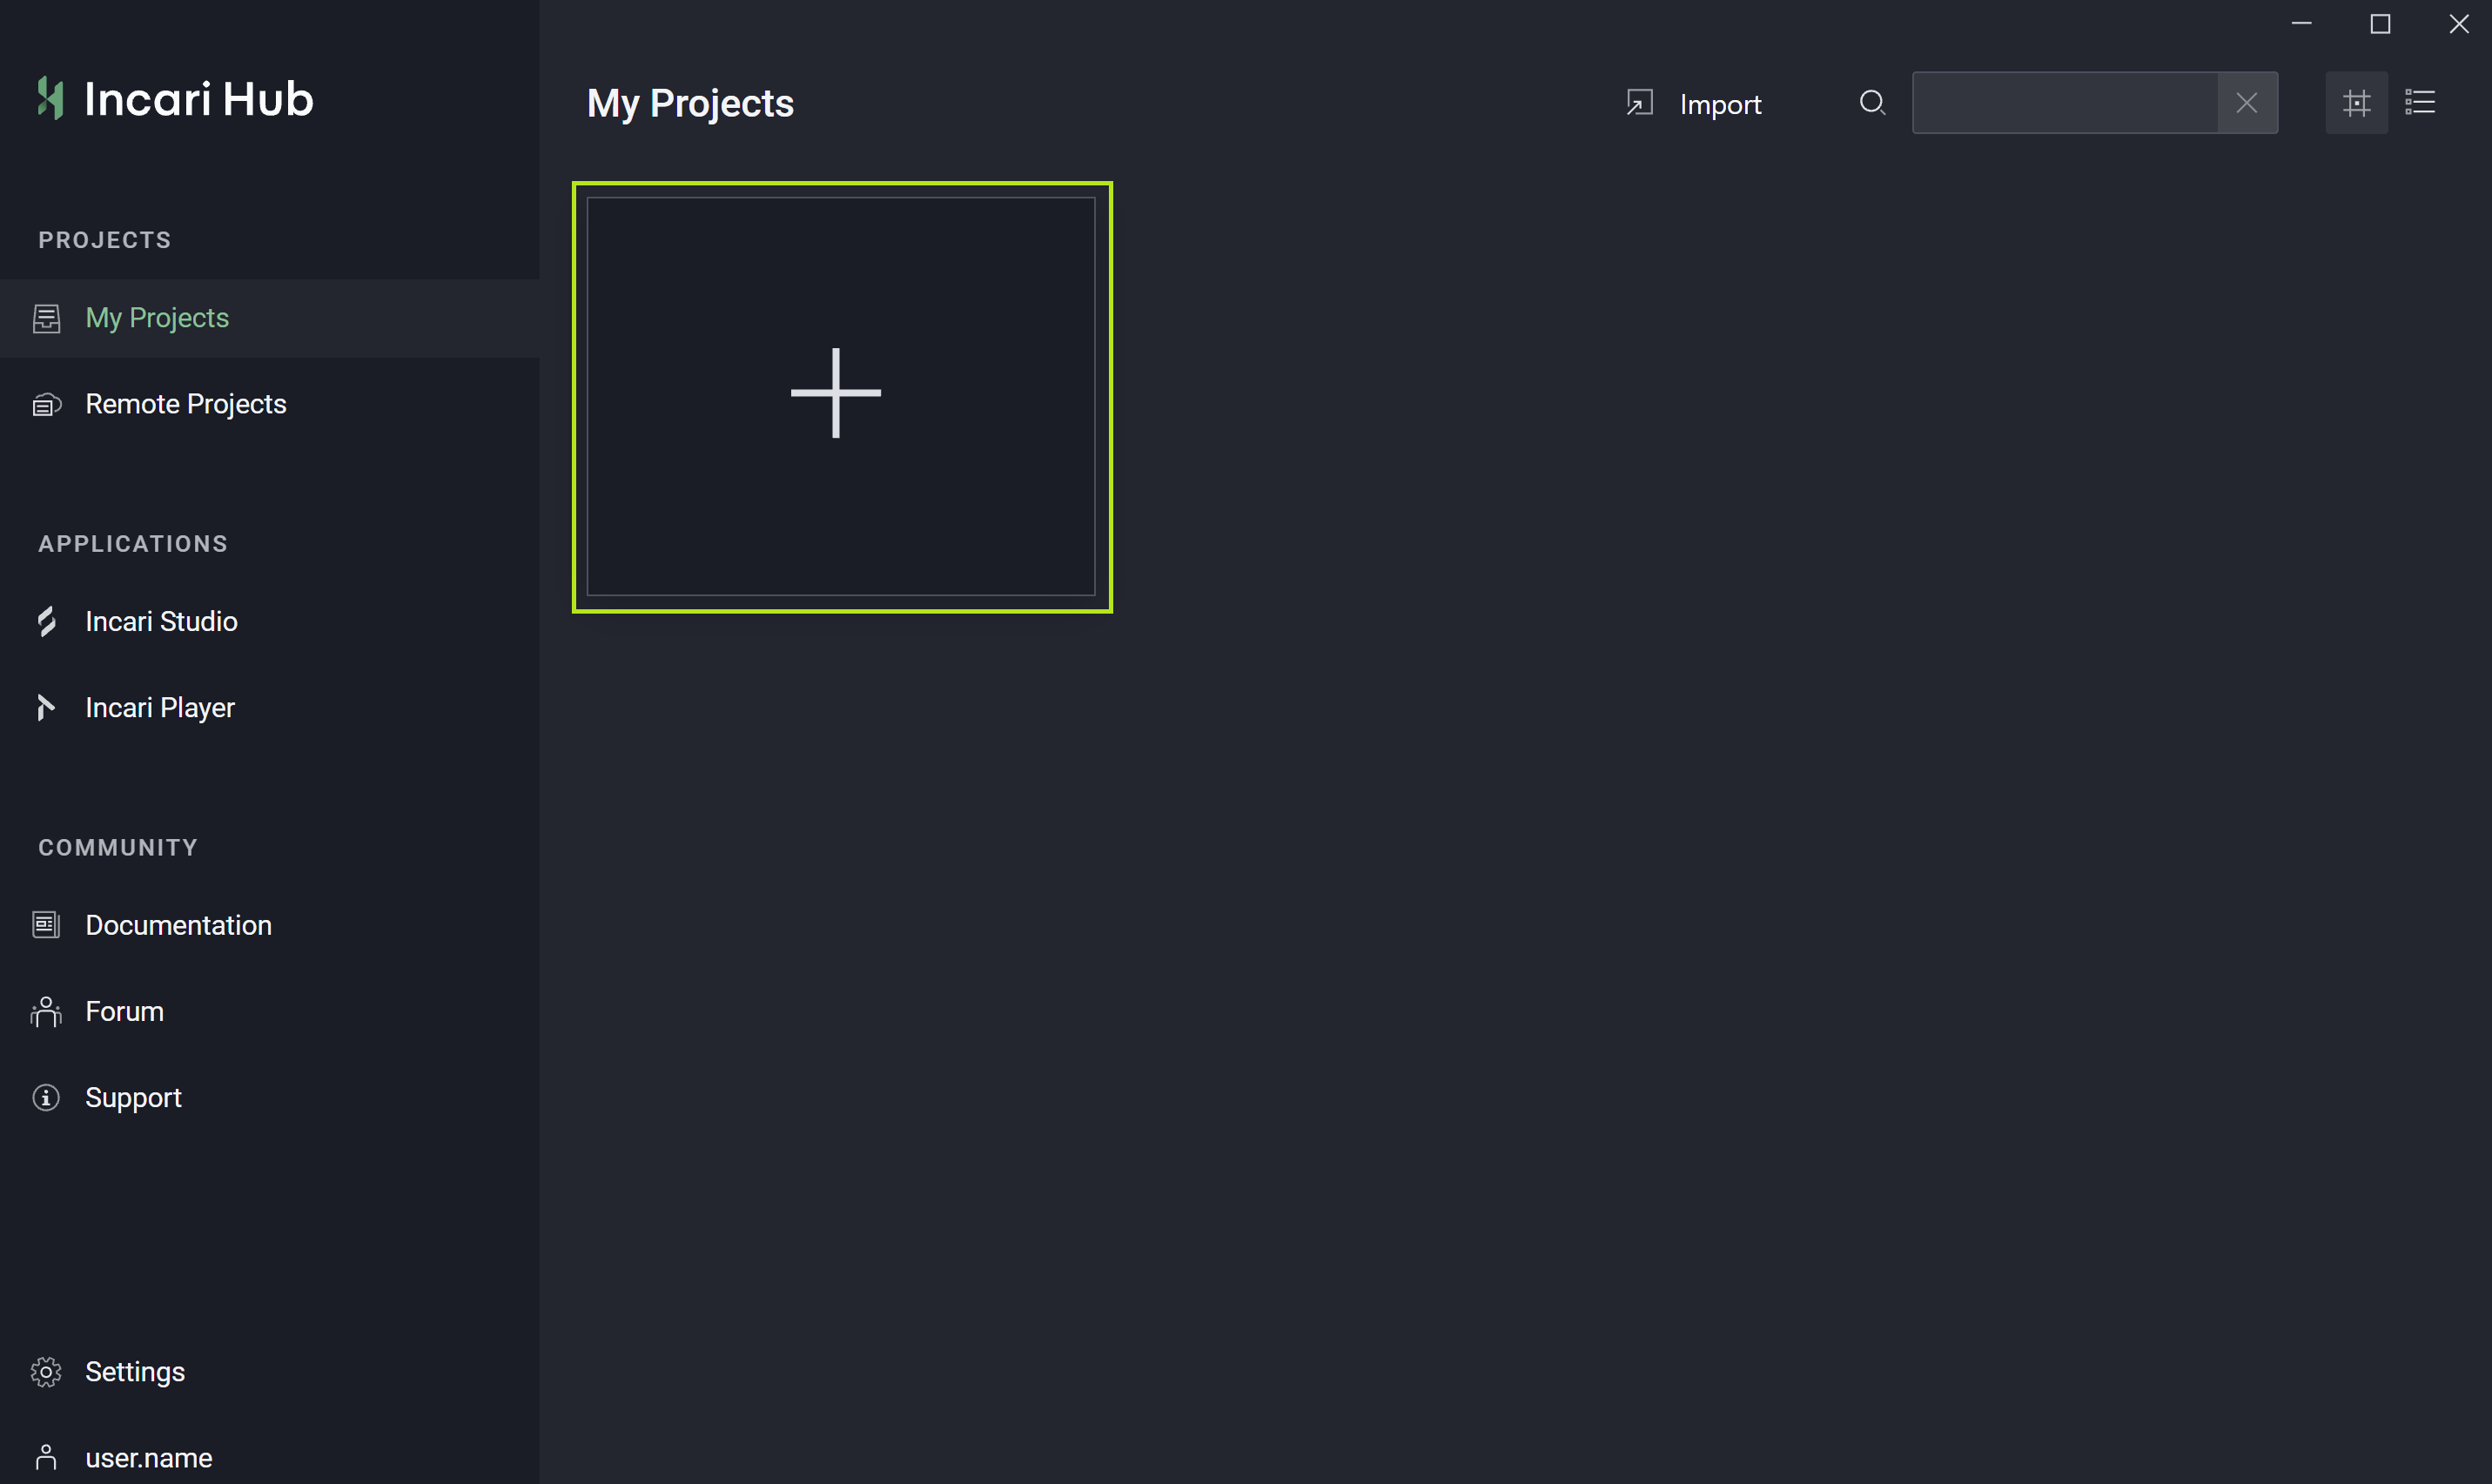 Incari Hub
PROJECTS
My Projects
Remote Projects
APPLICATIONS
Incari Studio
Incari Player
COMMUNITY
Documentation
Forum
Support
Settings
user.name
My Projects
Import